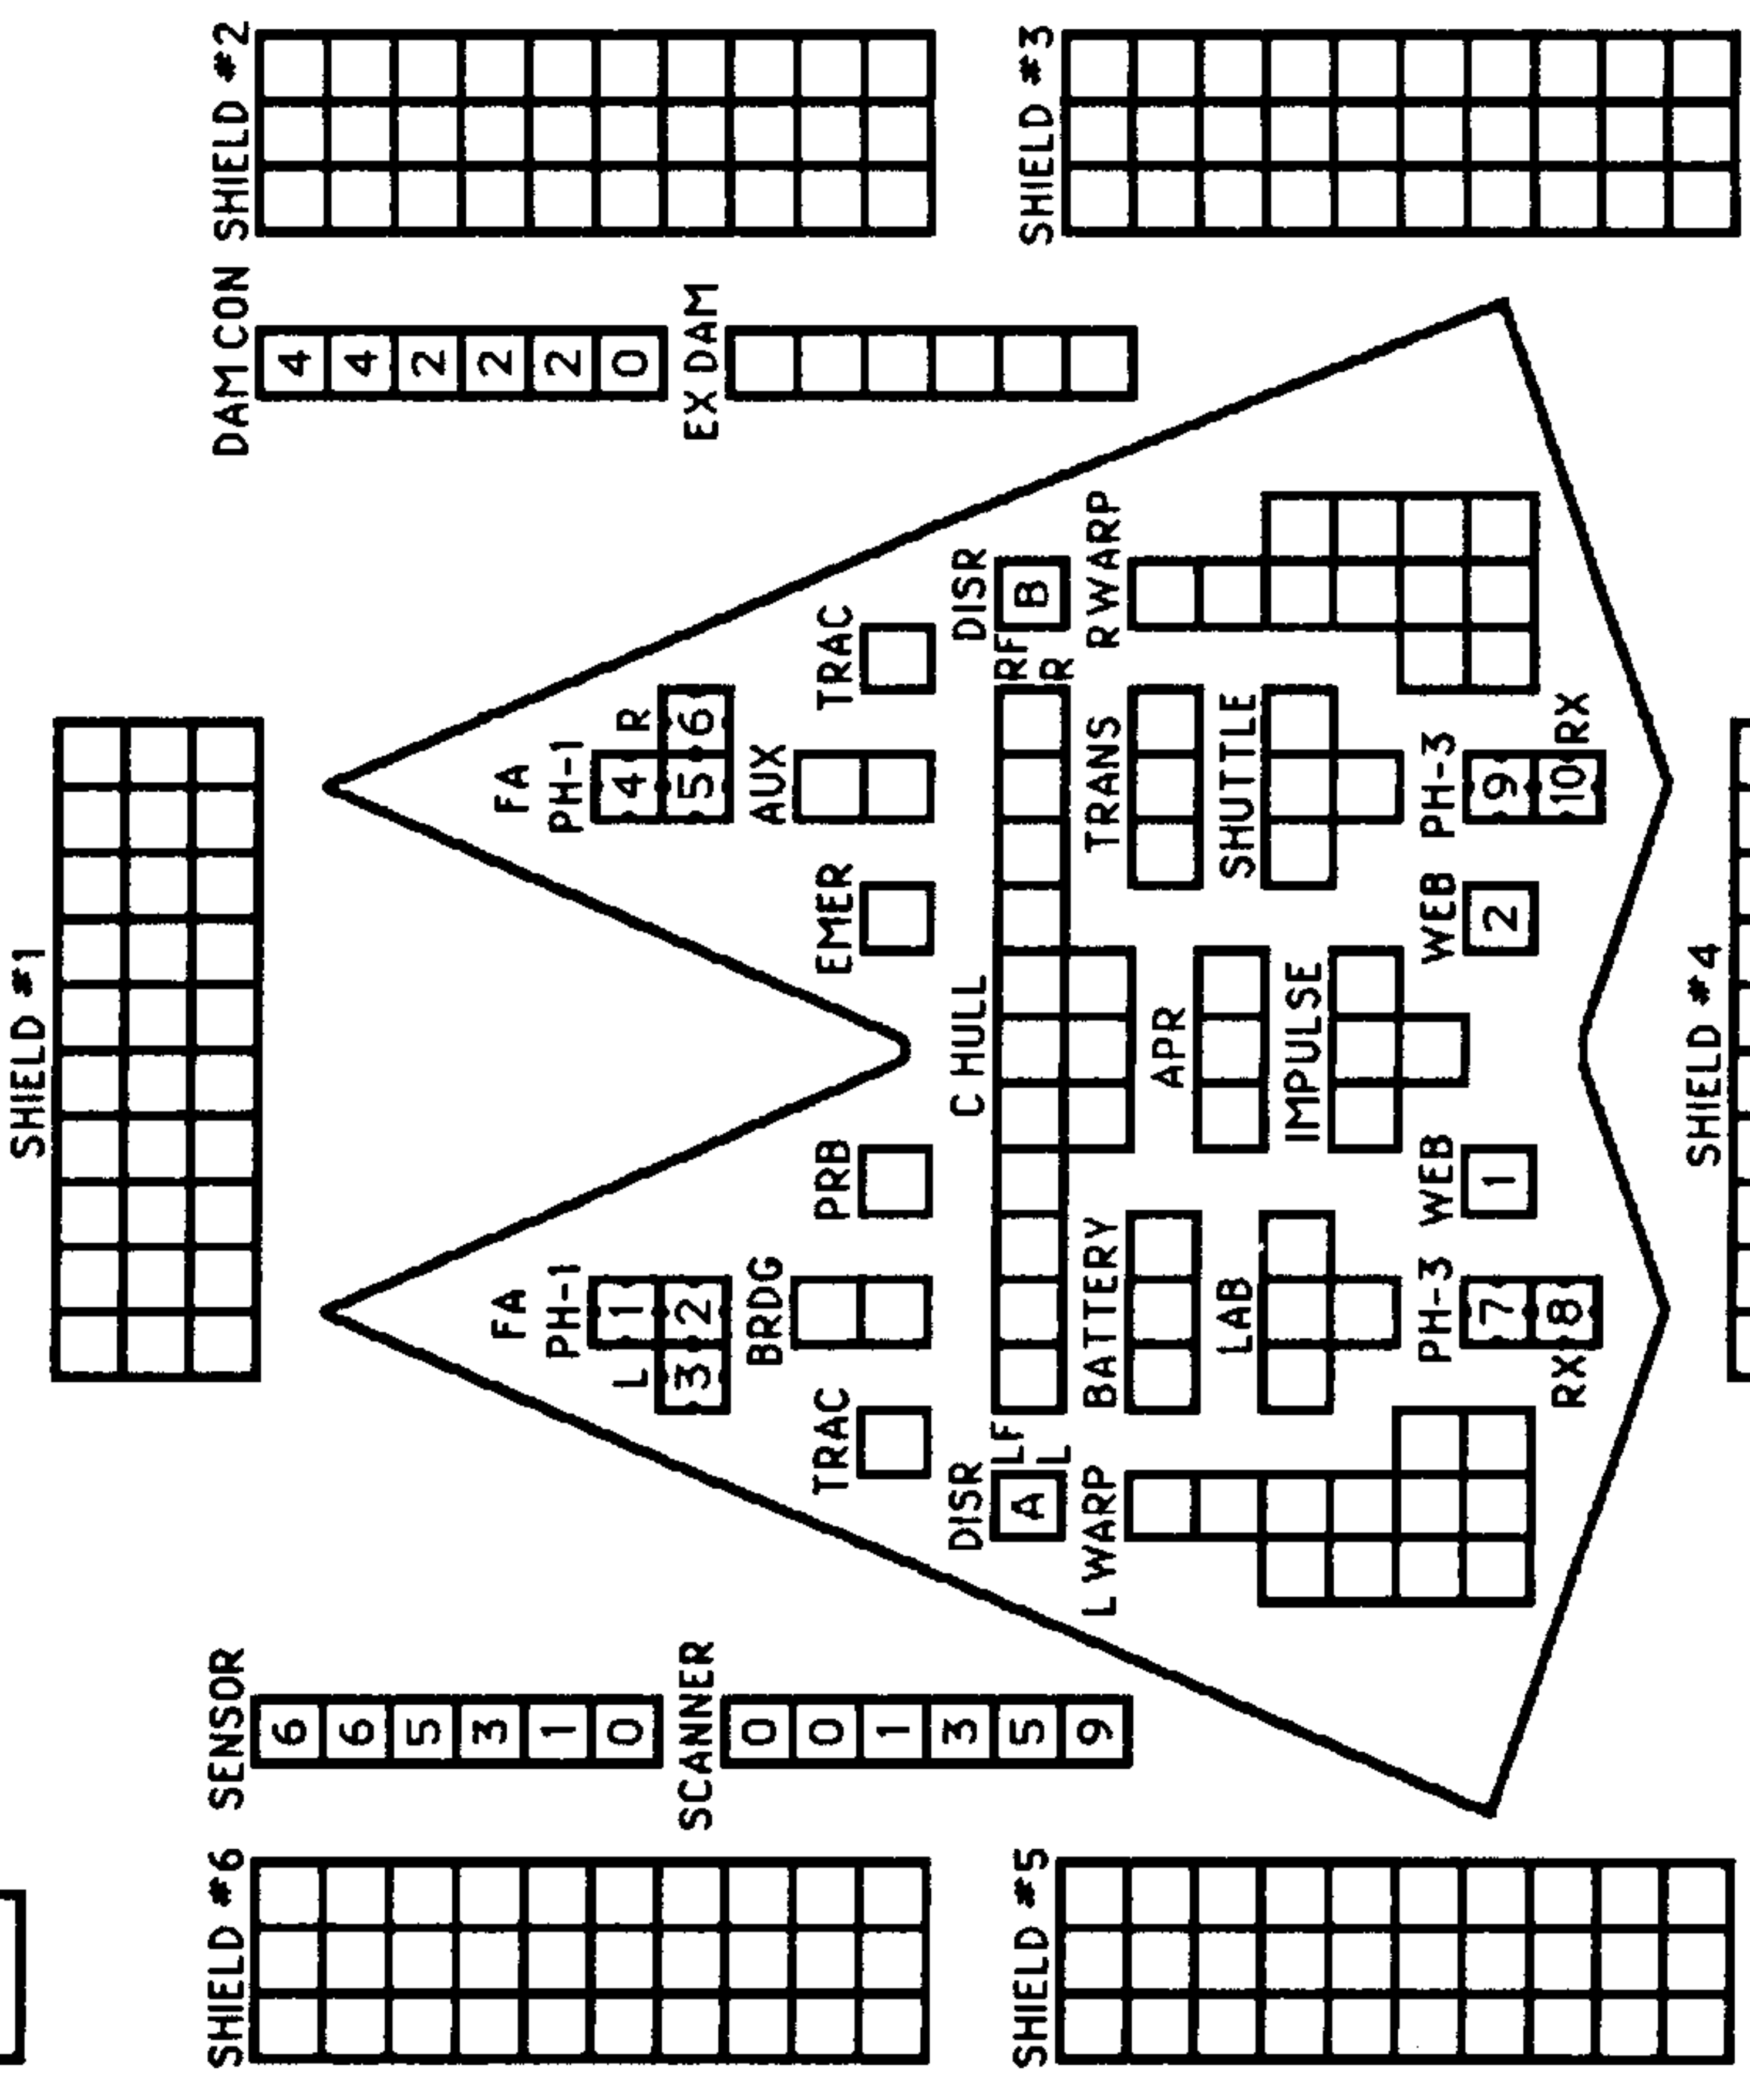 SHIELD #1
SHIELD #6
SENSOR
6
6
5
3
1
0
DAM CON
4
4
2
2
2
0
SHIELD #2
SCANNER
0
0
1
3
5
9
EX DAM
FA
PH-1
L 1
3 2
FA
PH-1
4 R
5 6
BRDG
AUX
TRAC
PRB
EMER
TRAC
SHIELD #5
DISR
A LF
L
C HULL
DISR
RF B
R
SHIELD #3
L WARP
BATTERY
TRANS
R WARP
APR
LAB
SHUTTLE
IMPULSE
PH-3
7
RX 8
WEB
1
WEB
2
PH-3
9
10 RX
SHIELD #4